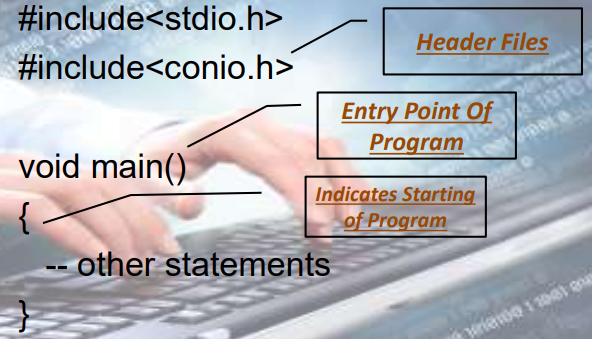 #include<stdio.h>
#include<conio.h>
Header Files
Entry Point Of
Program
void main()
Indicates Starting
of Program
{
-- other statements
}